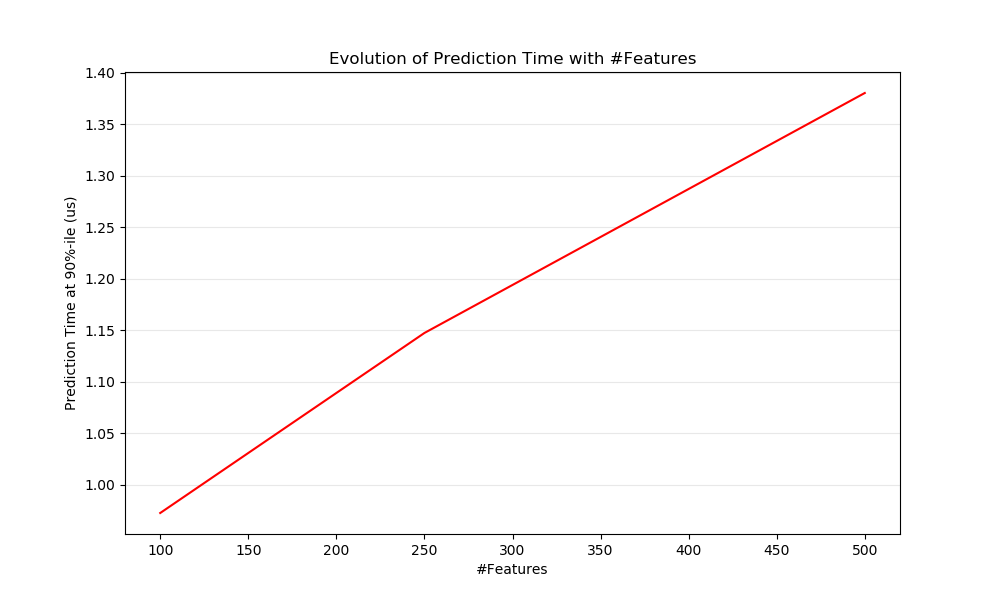 Evolution of Prediction Time with #Features
Prediction Time at 90%-ile (us)
1.40
1.35
1.30
1.25
1.20
1.15
1.10
1.05
1.00
100 150 200 250 300 350 400 450 500
#Features